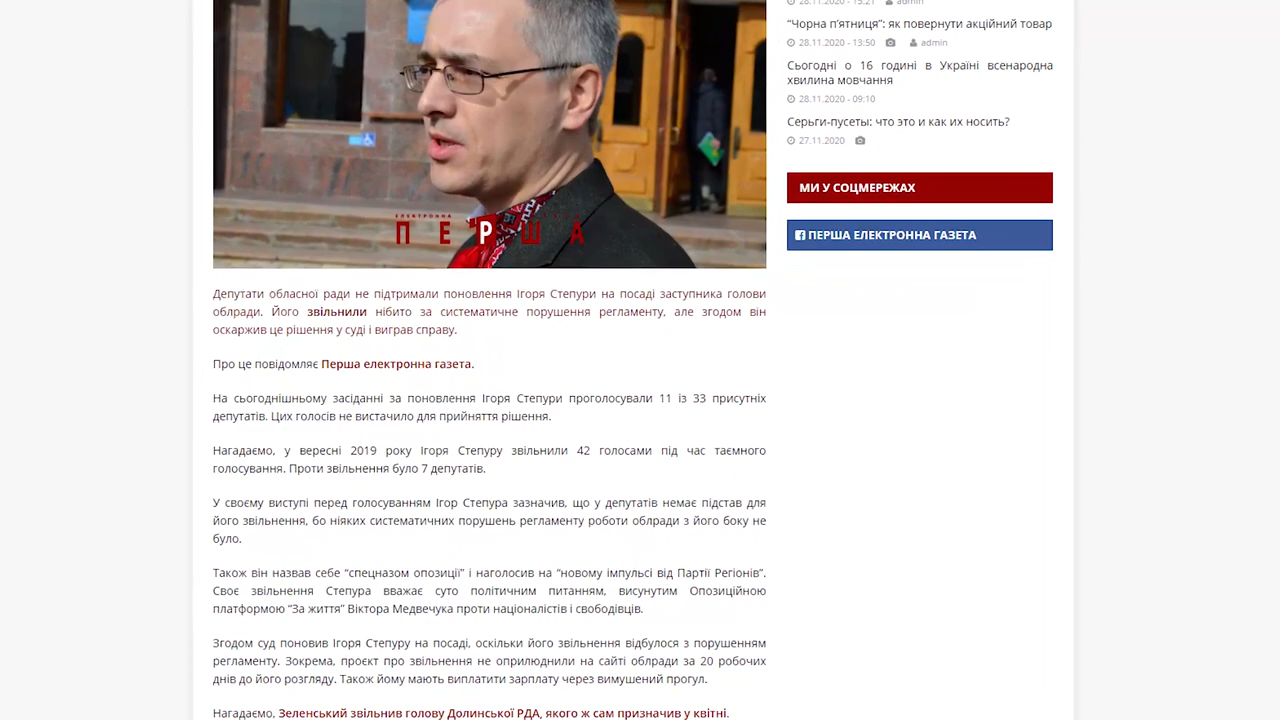 28.11.2020 - 15:21 admin
“Чорна п’ятниця”: як повернути акційний товар
28.11.2020 - 13:50 admin
Сьогодні о 16 годині в Україні всенародна
хвилина мовчання
28.11.2020 - 09:10
Серьги-пусеты: что это и как их носить?
27.11.2020
МИ У СОЦМЕРЕЖАХ
ПЕРША ЕЛЕКТРОННА ГАЗЕТА
ЕЛЕКТРОННА
ПЕРША
Депутати обласної ради не підтримали поновлення Ігоря Степури на посаді заступника голови
облради. Його звільнили нібито за систематичне порушення регламенту, але згодом він
оскаржив це рішення у суді і виграв справу.
Про це повідомляє Перша електронна газета.
На сьогоднішньому засіданні за поновлення Ігоря Степури проголосували 11 із 33 присутніх
депутатів. Цих голосів не вистачило для прийняття рішення.
Нагадаємо, у вересні 2019 року Ігоря Степуру звільнили 42 голосами під час таємного
голосування. Проти звільнення було 7 депутатів.
У своєму виступі перед голосуванням Ігор Степура зазначив, що у депутатів немає підстав для
його звільнення, бо ніяких систематичних порушень регламенту роботи облради з його боку не
було.
Також він назвав себе “спецназом опозиції” і наголосив на “новому імпульсі від Партії Регіонів”.
Своє звільнення Степура вважає суто політичним питанням, висунутим Опозиційною
платформою “За життя” Віктора Медведчука проти націоналістів і свободівців.
Згодом суд поновив Ігоря Степуру на посаді, оскільки його звільнення відбулося з порушенням
регламенту. Зокрема, проєкт про звільнення не оприлюднили на сайті облради за 20 робочих
днів до його розгляду. Також йому мають виплатити зарплату через вимушений прогул.
Нагадаємо, Зеленський звільнив голову Долинської РДА, якого ж сам призначив у квітні.